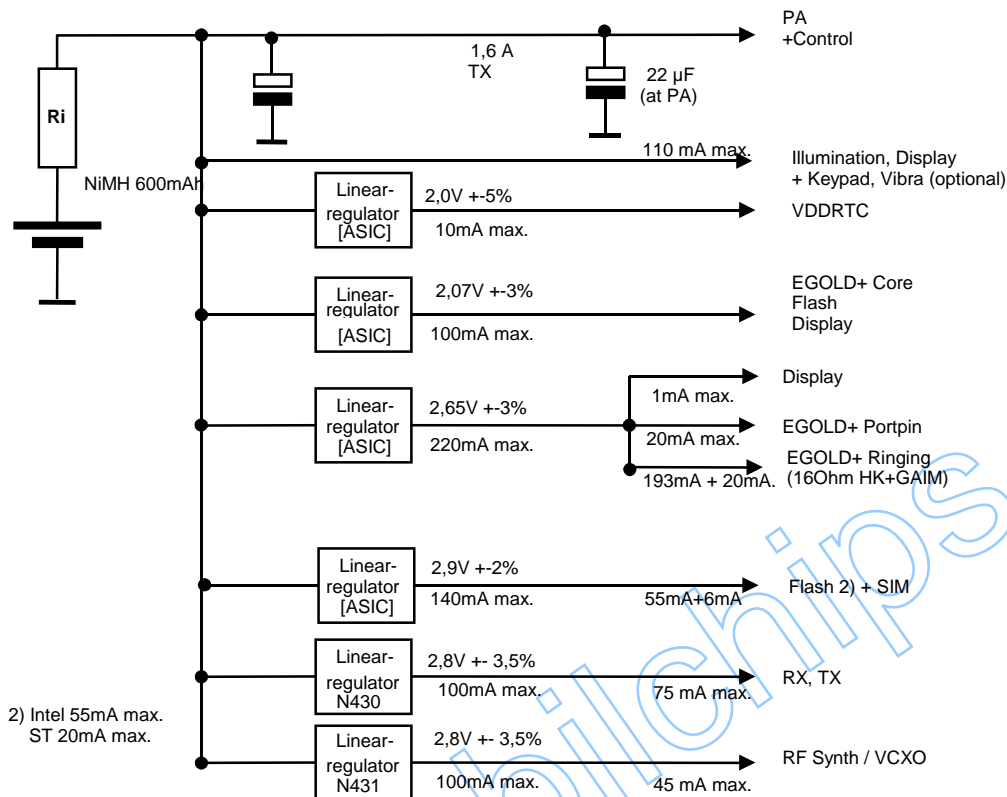 PA
+Control
1,6 A
TX
22 µF
(at PA)
Ri
NiMH 600mAh
110 mA max.
Illumination, Display
+ Keypad, Vibra (optional)
Linear-
regulator
[ASIC]
2,0V +-5%
10mA max.
VDDRTC
Linear-
regulator
[ASIC]
2,07V +-3%
100mA max.
EGOLD+ Core
Flash
Display
Linear-
regulator
[ASIC]
2,65V +-3%
220mA max.
Display
1mA max.
20mA max.
EGOLD+ Portpin
193mA + 20mA.
EGOLD+ Ringing
(16Ohm HK+GAIM)
Linear-
regulator
[ASIC]
2,9V +-2%
140mA max.
55mA+6mA
Flash 2) + SIM
Linear-
regulator
N430
2,8V +- 3,5%
100mA max.
75 mA max.
RX, TX
2) Intel 55mA max.
ST 20mA max.
Linear-
regulator
N431
2,8V +- 3,5%
100mA max.
45 mA max.
RF Synth / VCXO
bilchips